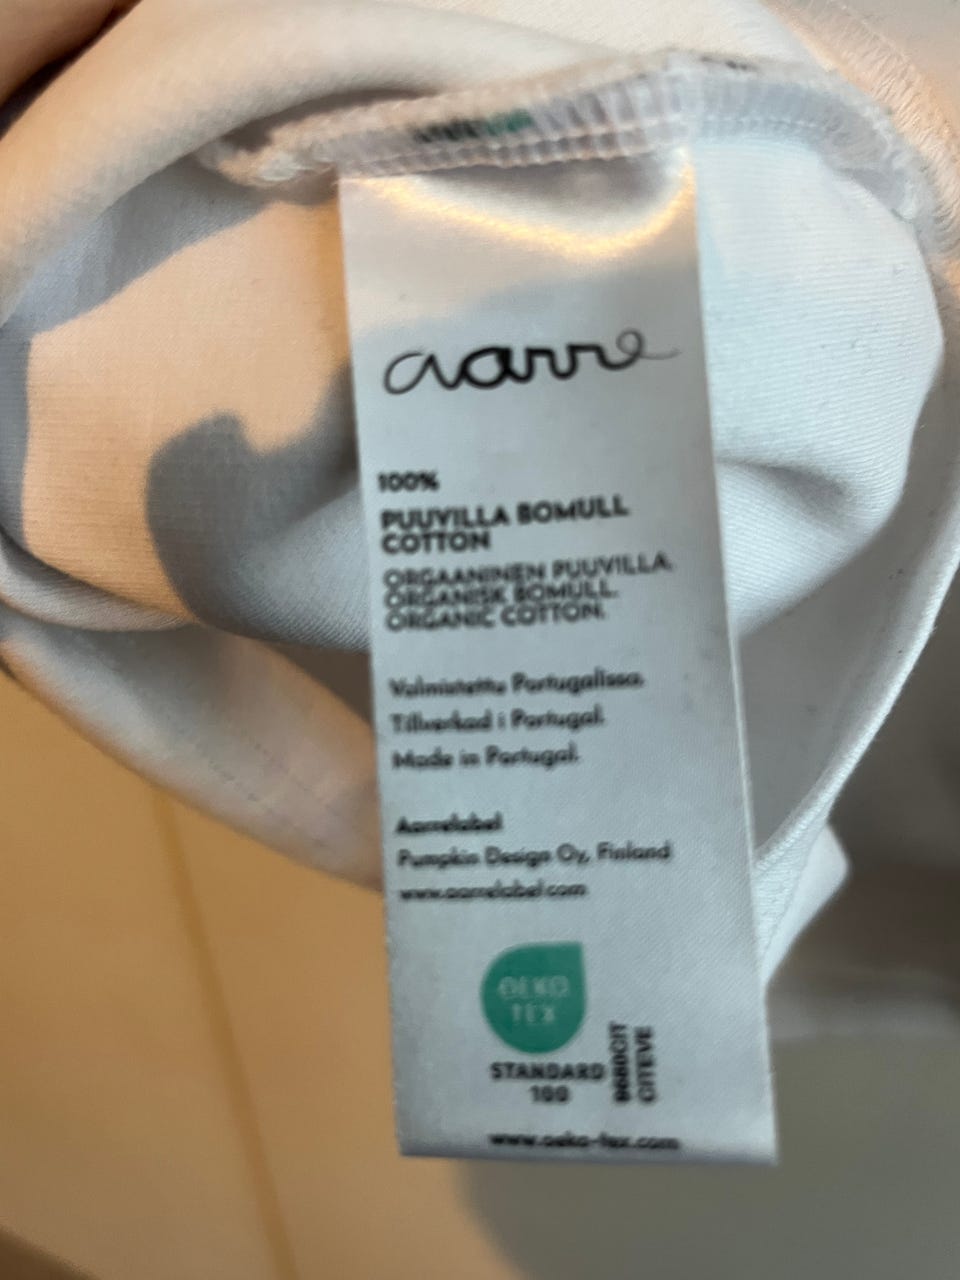 aarre
100%
PUUVILLA BOMULL
COTTON
ORGAANINEN PUUVILLA.
ORGANISK BOMULL.
ORGANIC COTTON.
Valmistettu Portugalissa.
Tillverkad i Portugal.
Made in Portugal.
Aarrelabel
Pumpkin Design Oy, Finland
www.aarrelabel.com
OEKO
TEX
STANDARD
100
CITEVE
www.oeko-tex.com